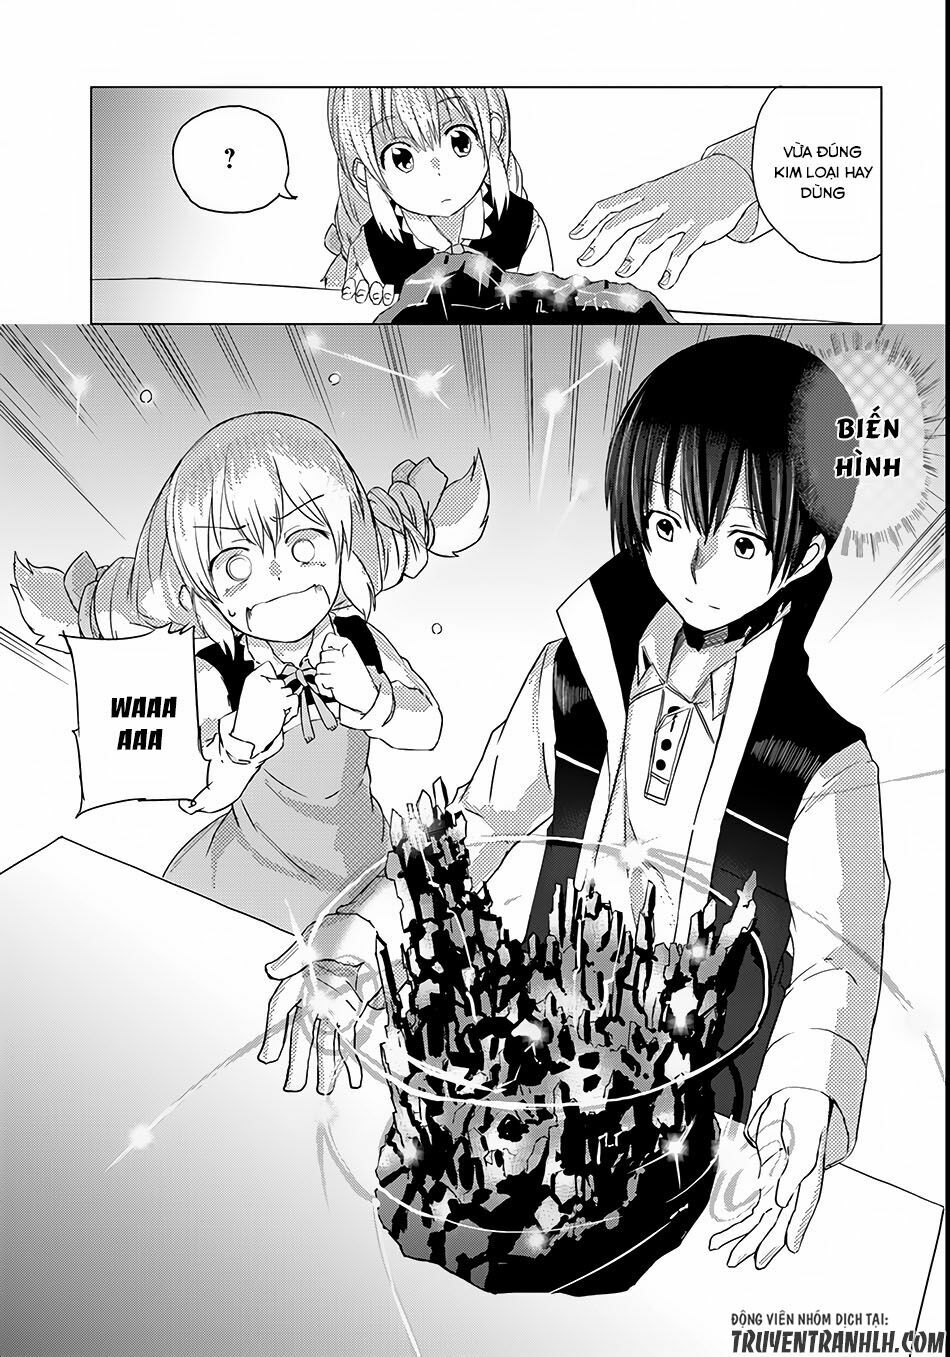 VỪA ĐÚNG
KIM LOẠI HAY
DÙNG
?
BIẾN
HÌNH
WAAA
AAA
ĐỘNG VIÊN NHÓM DỊCH TẠI:
TRUYENTRANHLH.COM